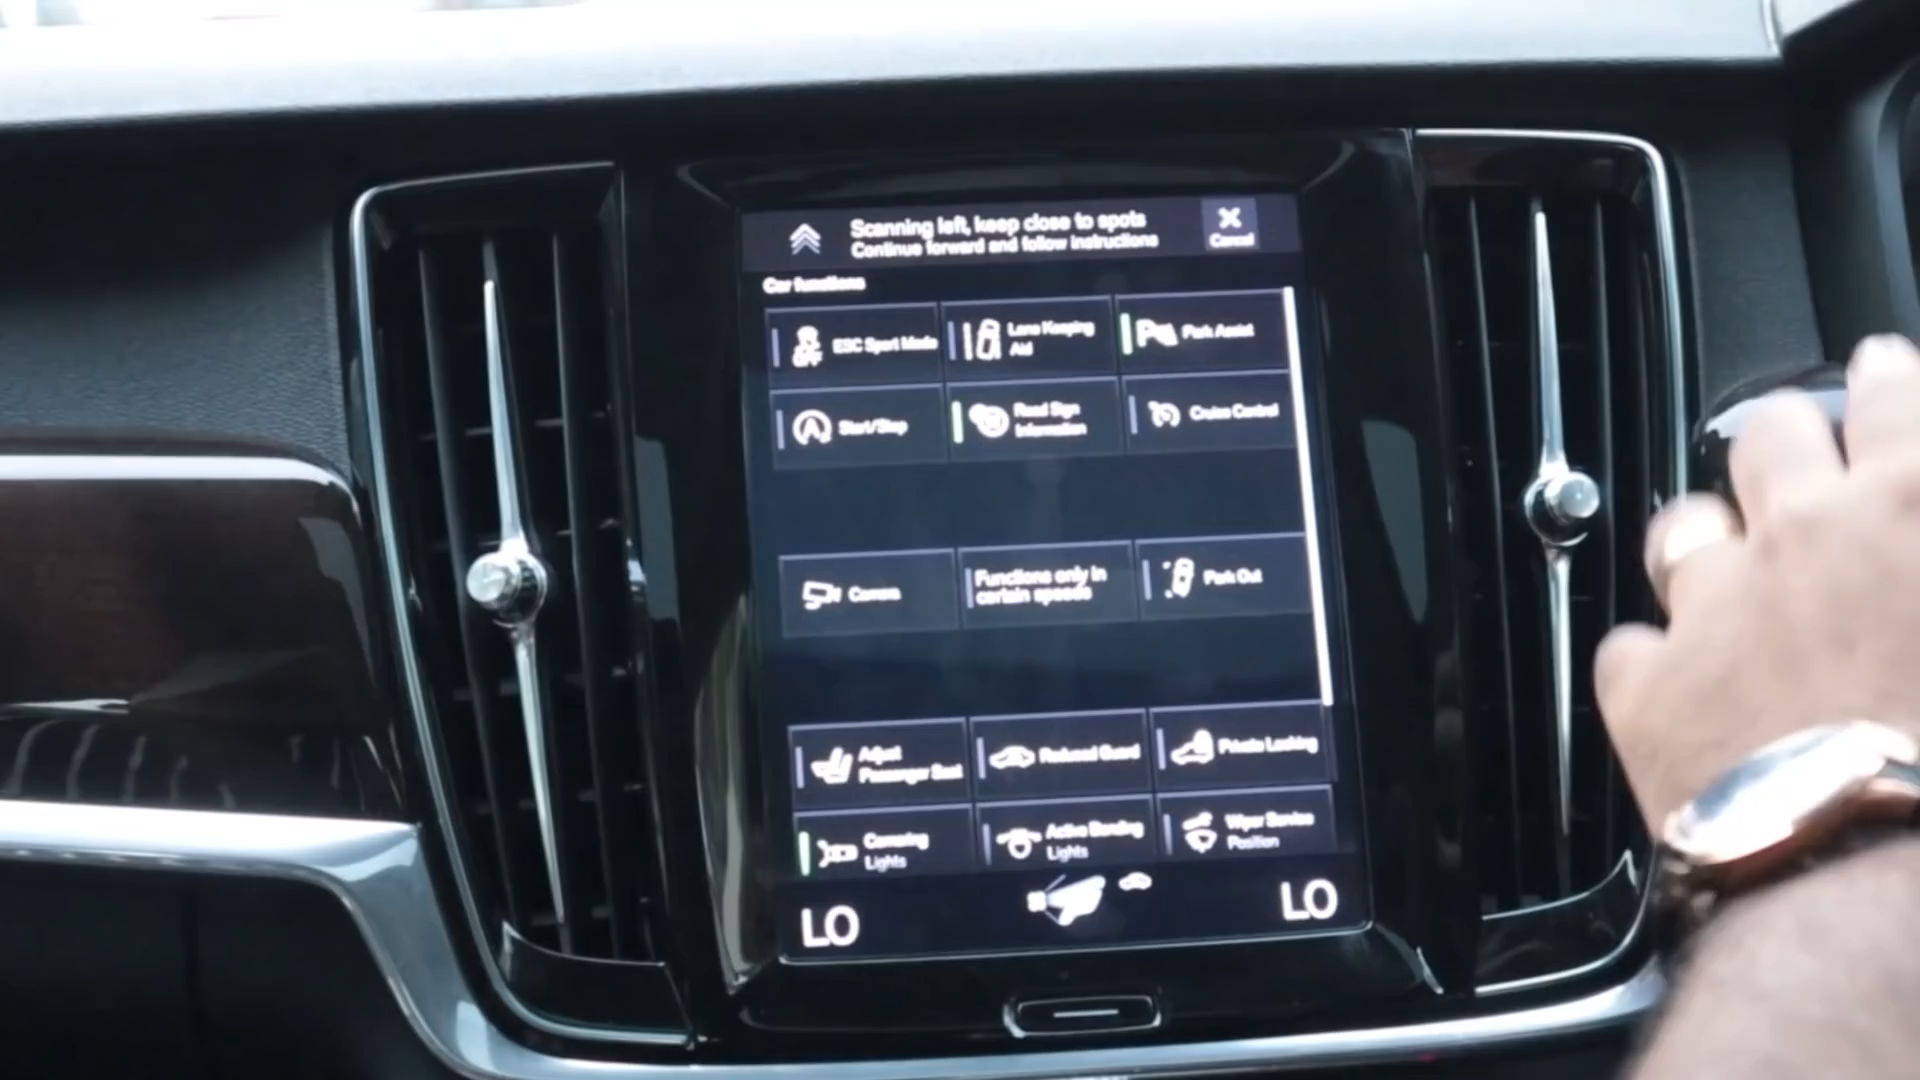 Scanning left, keep close to spots
Continue forward and follow instructions
Cancel
Car functions
ESC Sport Mode
Lane Keeping
Aid
Park Assist
Start/Stop
Road Sign
Information
Cruise Control
Camera
Functions only in
certain speeds
Park Out
Adjust
Passenger Seat
Reduced Guard
Private Locking
Cornering
Lights
Active Bending
Lights
Wiper Service
Position
LO
LO